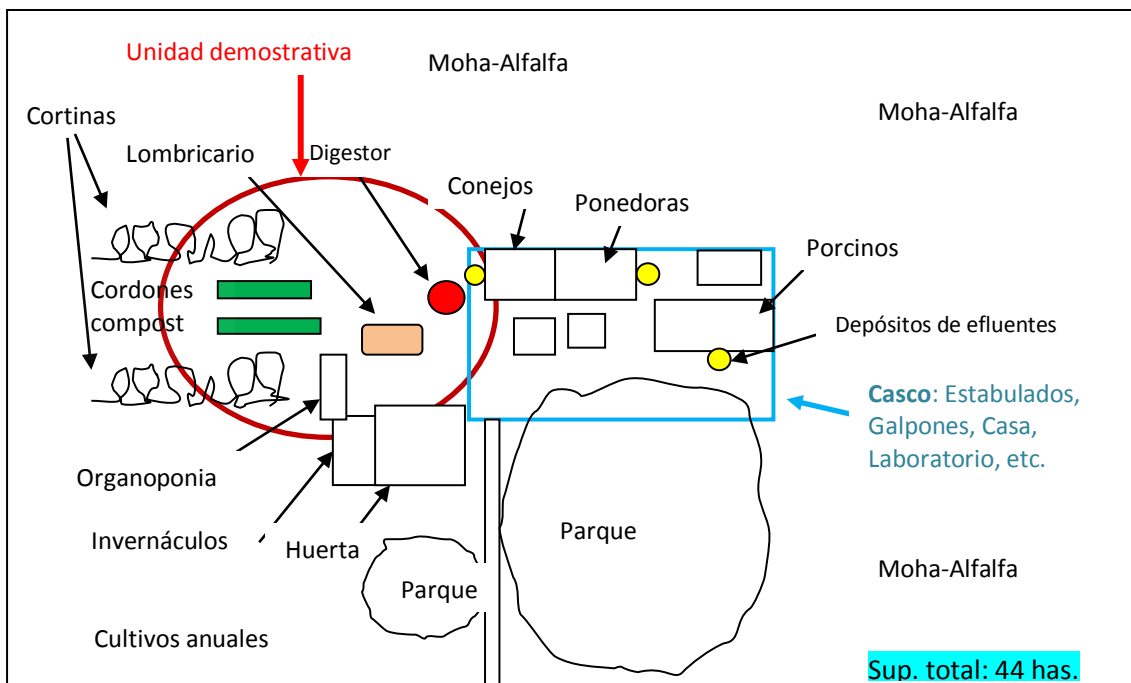 Unidad demostrativa
Moha-Alfalfa
Moha-Alfalfa
Cortinas
Lombricario
Digestor
Conejos
Ponedoras
Porcinos
Cordones
compost
Depósitos de efluentes
Casco: Estabulados,
Galpones, Casa,
Laboratorio, etc.
Organoponia
Invernáculos
Huerta
Parque
Parque
Moha-Alfalfa
Cultivos anuales
Sup. total: 44 has.